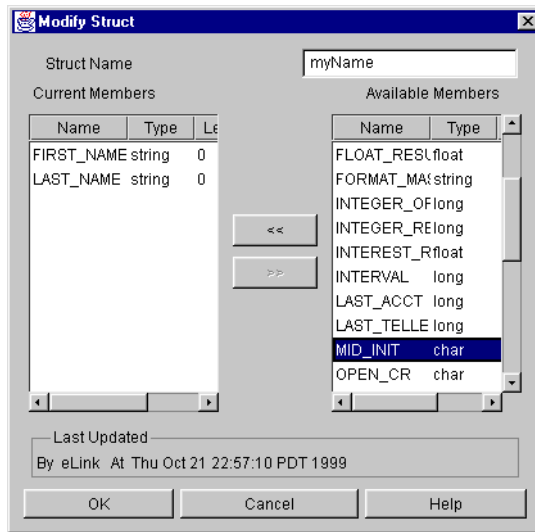 Modify Struct
Struct Name myName
Current Members Available Members
Name Type Le Name Type
FIRST_NAME string 0 FLOAT_RESU float
LAST_NAME string 0 FORMAT_MAS string
INTEGER_OF long
INTEGER_RE long
<< INTEREST_R float
>> INTERVAL long
LAST_ACCT long
LAST_TELLE long
MID_INIT char
OPEN_CR char
Last Updated
By eLink At Thu Oct 21 22:57:10 PDT 1999
OK Cancel Help